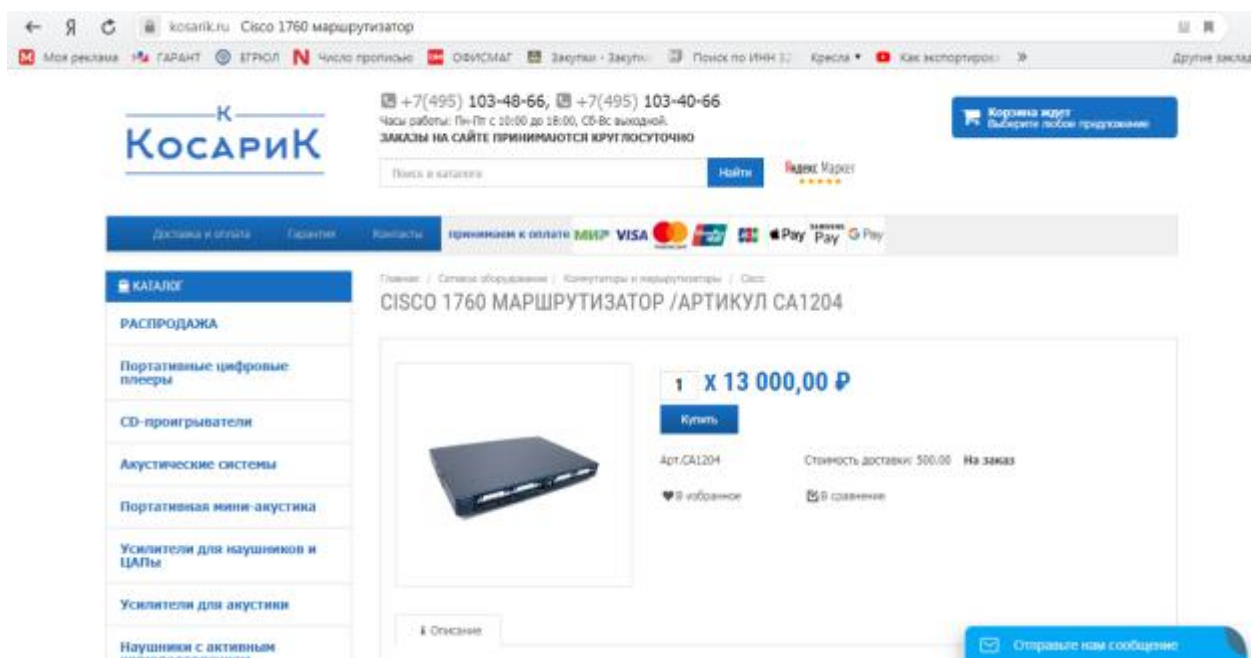 kosarik.ru Cisco 1760 маршрутизатор
Моя реклама ГАРАНТ ЕГРЮЛ Число прописью ОФИСМАГ Закупки - Закуп Поиск по ИНН Кресла Как экспортирова »
Другие заклад
К
КОСАРИК
+7(495) 103-48-66, +7(495) 103-40-66
Часы работы: Пн-Пт с 10:00 до 18:00, Сб-Вс выходной.
ЗАКАЗЫ НА САЙТЕ ПРИНИМАЮТСЯ КРУГЛОСУТОЧНО
Корзина ждет
Выберите любое предложение
Поиск в каталоге
Найти
Яндекс Маркет
Доставка и оплата Гарантия Контакты
принимаем к оплате МИР VISA UnionPay JCB Pay SAMSUNG Pay G Pay
КАТАЛОГ
РАСПРОДАЖА
Портативные цифровые
плееры
CD-проигрыватели
Акустические системы
Портативная мини-акустика
Усилители для наушников и
ЦАПы
Усилители для акустики
Наушники с активным
Главная / Сетевое оборудование / Коммутаторы и маршрутизаторы / Cisco
CISCO 1760 МАРШРУТИЗАТОР /АРТИКУЛ CA1204
1 X 13 000,00 ₽
Купить
Арт.CA1204
Стоимость доставки: 500.00 На заказ
В избранное
В сравнение
Описание
Отправьте нам сообщение